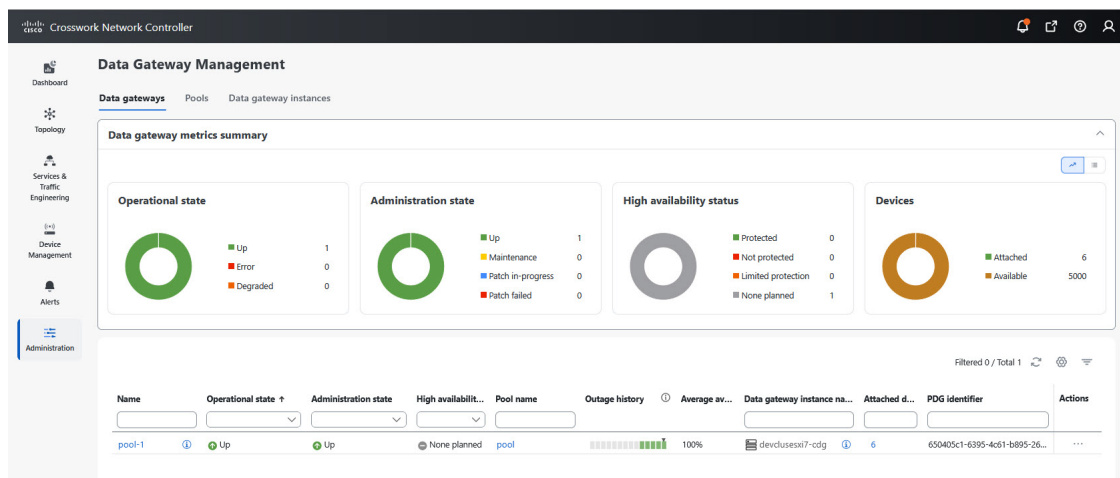 cisco Crosswork Network Controller
Dashboard
Topology
Services &
Traffic
Engineering
Device
Management
Alerts
Administration
Data Gateway Management
Data gateways Pools Data gateway instances
Data gateway metrics summary
Operational state
Up 1
Error 0
Degraded 0
Administration state
Up 1
Maintenance 0
Patch in-progress 0
Patch failed 0
High availability status
Protected 0
Not protected 0
Limited protection 0
None planned 1
Devices
Attached 6
Available 5000
Filtered 0 / Total 1
Name Operational state ↑ Administration state High availabilit... Pool name Outage history Average av... Data gateway instance na... Attached d... PDG identifier Actions
pool-1 Up Up None planned pool 100% devclusesxi7-cdg 6 650405c1-6395-4c61-b895-26... ...